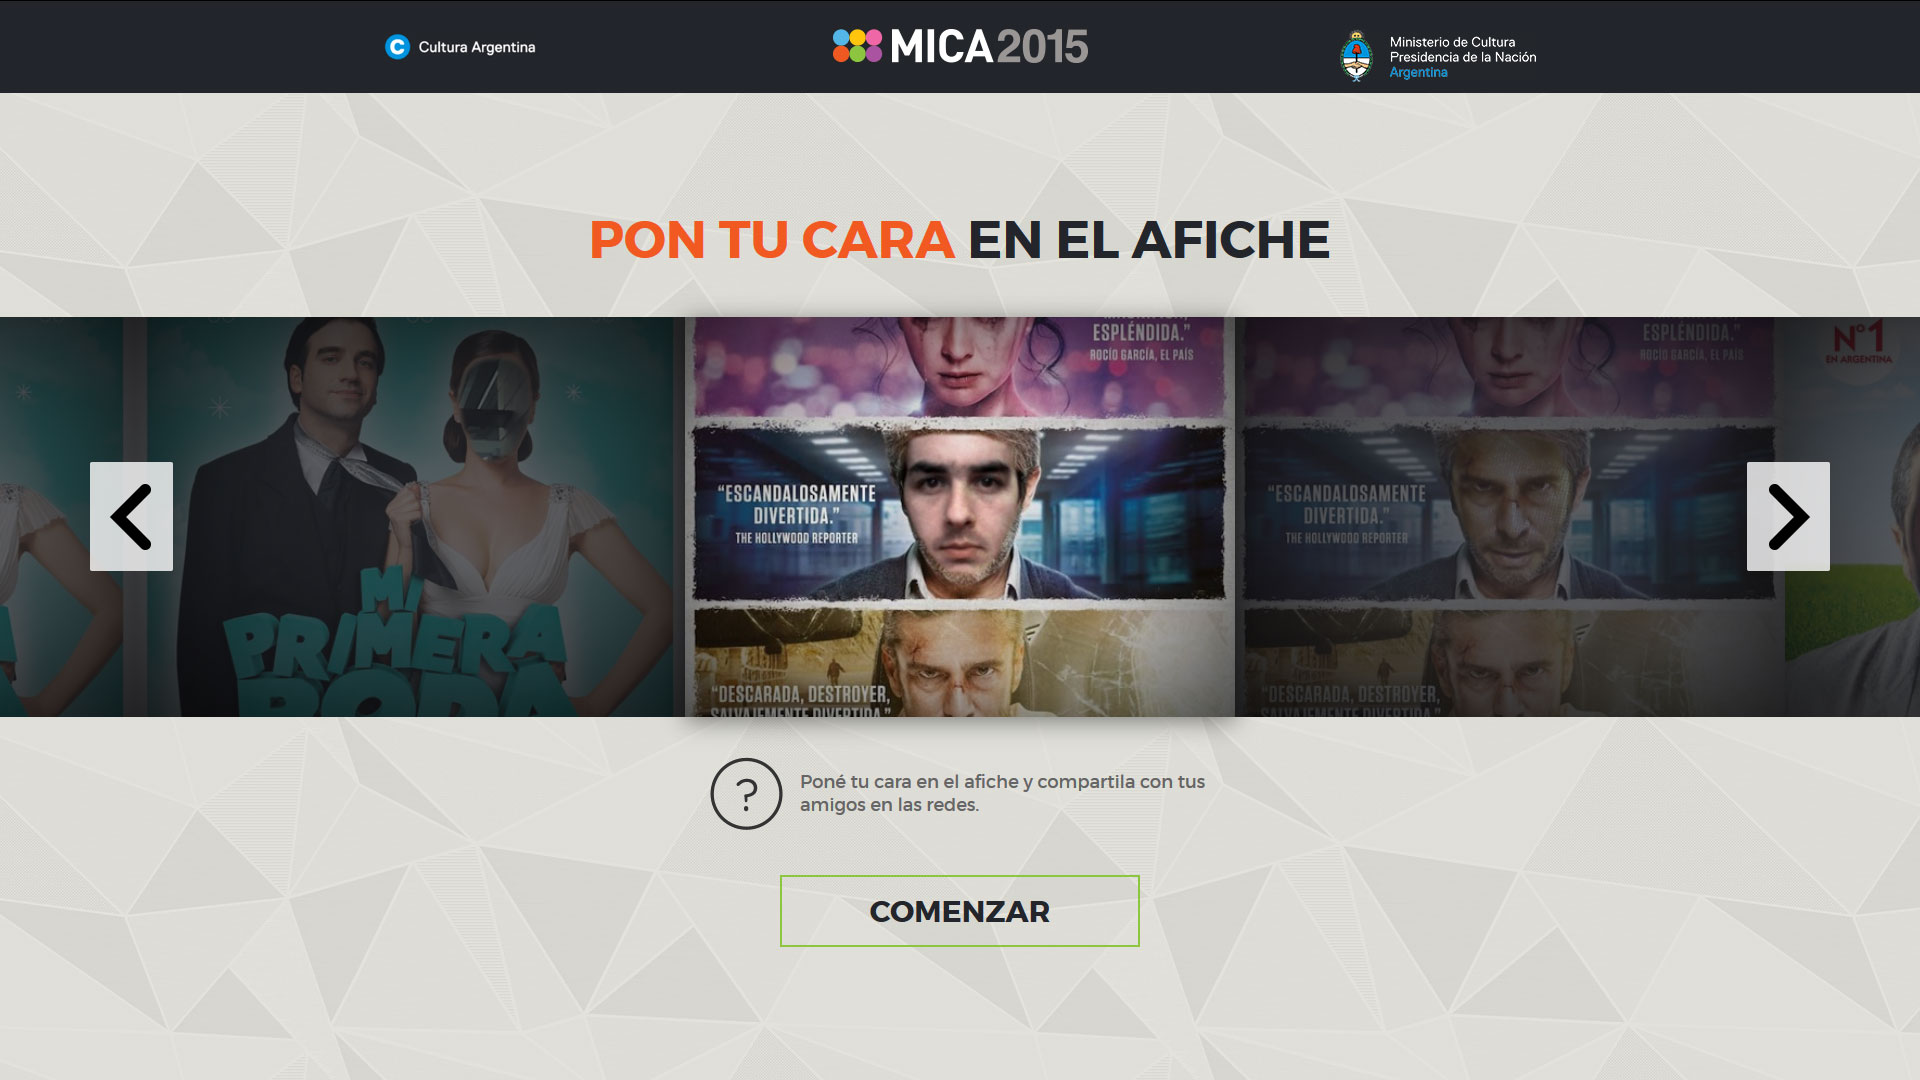 Cultura Argentina
MICA2015
Ministerio de Cultura
Presidencia de la Nación
Argentina
PON TU CARA EN EL AFICHE
MI
PRIMERA
BODA
ESPLÉNDIDA."
ROCÍO GARCÍA, EL PAÍS
"ESCANDALOSAMENTE
DIVERTIDA."
THE HOLLYWOOD REPORTER
"DESCARADA, DESTROYER,
SALVAJEMENTE DIVERTIDA."
ESPLÉNDIDA."
ROCÍO GARCÍA, EL PAÍS
"ESCANDALOSAMENTE
DIVERTIDA."
THE HOLLYWOOD REPORTER
"DESCARADA, DESTROYER,
SALVAJEMENTE DIVERTIDA."
Nº1
EN ARGENTINA
?
Poné tu cara en el afiche y compartila con tus
amigos en las redes.
COMENZAR